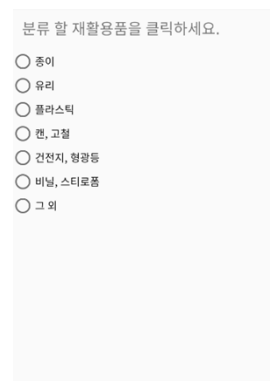 분류 할 재활용품을 클릭하세요.
종이
유리
플라스틱
캔, 고철
건전지, 형광등
비닐, 스티로폼
그 외